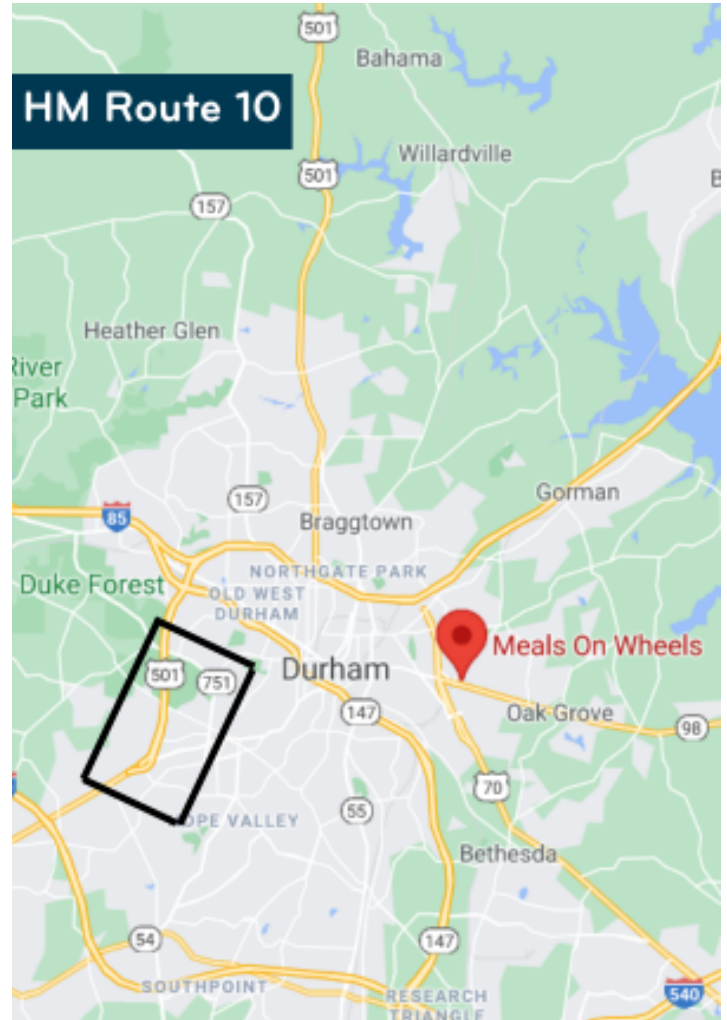 501
Bahama
HM Route 10
Willardville
501
157
Heather Glen
River
Park
Gorman
157
85
Braggtown
NORTHGATE PARK
Duke Forest
OLD WEST
DURHAM
Meals On Wheels
501
751
Durham
Oak Grove
147
98
70
55
OPE VALLEY
Bethesda
54
147
SOUTHPOINT
540
RESEARCH
TRIANGLE